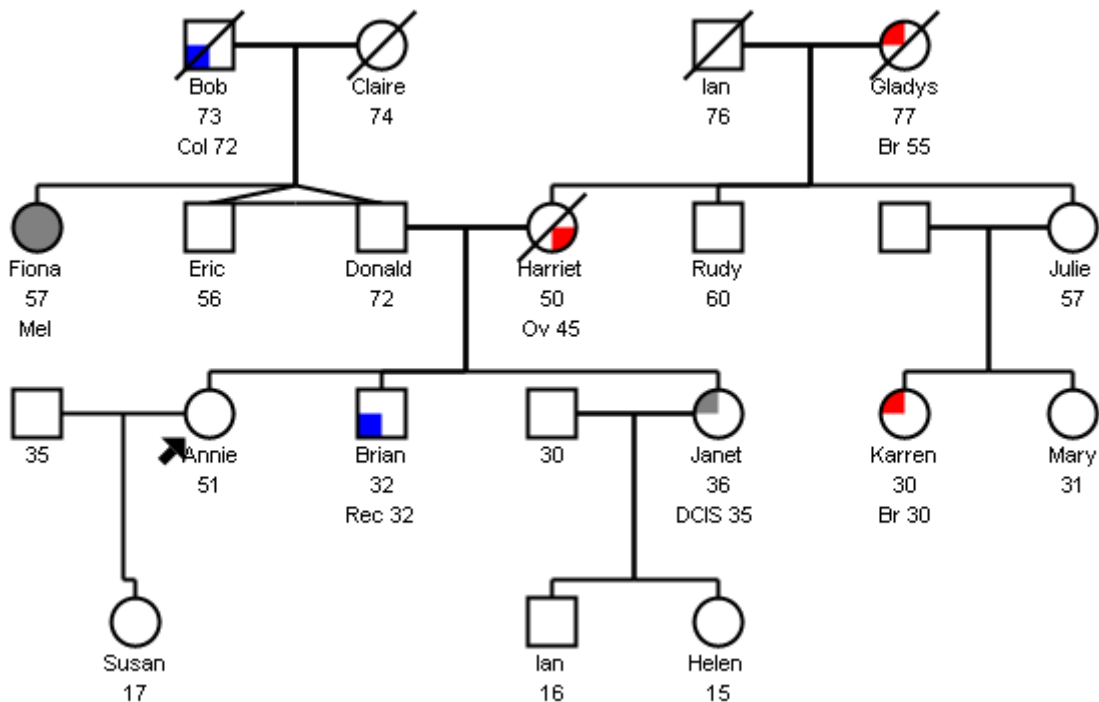 Bob Claire Ian Gladys
73 74 76 77
Col 72 Br 55
Fiona Eric Donald Harriet Rudy Julie
57 56 72 50 60 57
Mel Ov 45
35 Annie Brian 30 Janet Karren Mary
51 32 36 30 31
Rec 32 DCIS 35 Br 30
Susan Ian Helen
17 16 15